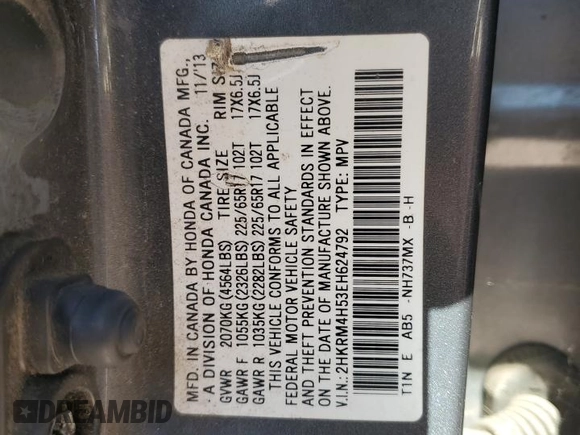 MFD. IN CANADA BY HONDA OF CANADA MFG.,
A DIVISION OF HONDA CANADA INC. 11/13
GVWR 2070KG(4564LBS) TIRE SIZE RIM
GAWR F 1055KG(2326LBS) 225/65R17 102T 17X6.5J
GAWR R 1035KG(2282LBS) 225/65R17 102T 17X6.5J
THIS VEHICLE CONFORMS TO ALL APPLICABLE
FEDERAL MOTOR VEHICLE SAFETY
AND THEFT PREVENTION STANDARDS IN EFFECT
ON THE DATE OF MANUFACTURE SHOWN ABOVE.
V.I.N.: 2HKRM4H53EH624792 TYPE: MPV
T1N E AB5 -NH737MX -B -H
DREAMBID